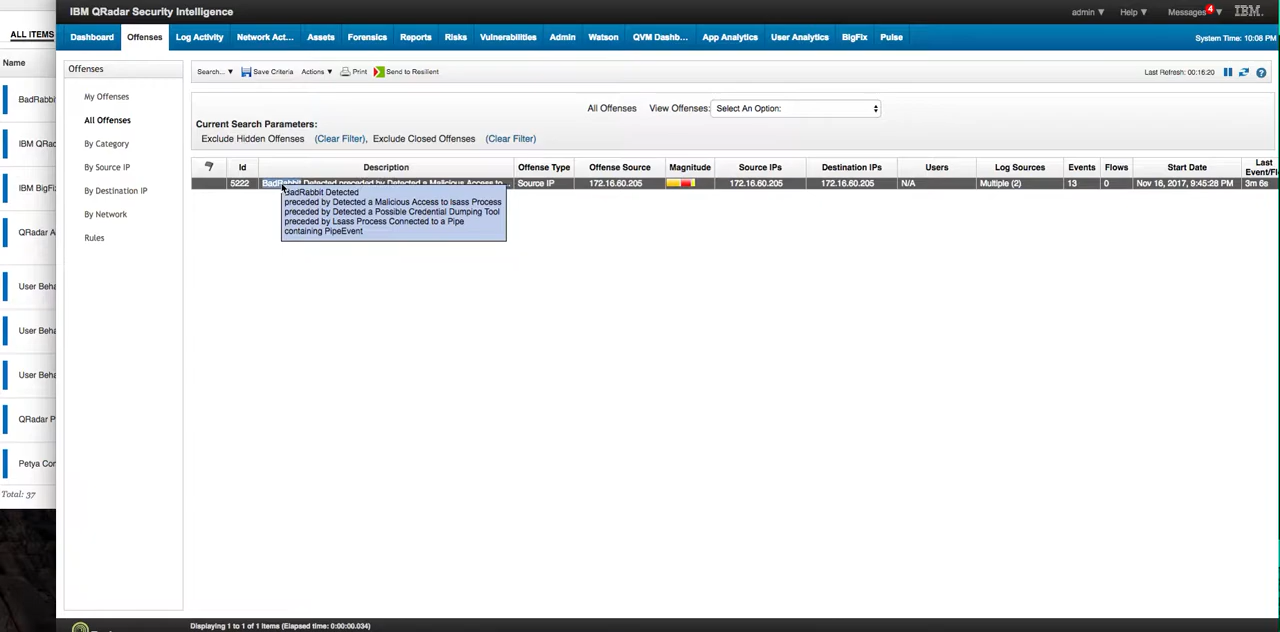 ALL ITEMS
Name
BadRabbi
IBM QRa
IBM BigFi
QRadar A
User Beha
User Beha
User Beha
QRadar P
Petya Con
Total: 37
IBM QRadar Security Intelligence
admin ▼ Help ▼ Messages 4 ▼ IBM.
Dashboard Offenses Log Activity Network Act... Assets Forensics Reports Risks Vulnerabilities Admin Watson QVM Dashb... App Analytics User Analytics BigFix Pulse System Time: 10:08 PM
Offenses
My Offenses
All Offenses
By Category
By Source IP
By Destination IP
By Network
Rules
Search... ▼ Save Criteria Actions ▼ Print Send to Resilient Last Refresh: 00:16:20
All Offenses View Offenses: Select An Option:
Current Search Parameters:
Exclude Hidden Offenses (Clear Filter), Exclude Closed Offenses (Clear Filter)
Id Description Offense Type Offense Source Magnitude Source IPs Destination IPs Users Log Sources Events Flows Start Date Last Event/Fl
5222 BadRabbit Detected preceded by Detected a Malicious Access to ... Source IP 172.16.60.205 172.16.60.205 172.16.60.205 N/A Multiple (2) 13 0 Nov 16, 2017, 9:45:28 PM 3m 6s
BadRabbit Detected
preceded by Detected a Malicious Access to lsass Process
preceded by Detected a Possible Credential Dumping Tool
preceded by Lsass Process Connected to a Pipe
containing PipeEvent
Displaying 1 to 1 of 1 items (Elapsed time: 0:00:00.034)